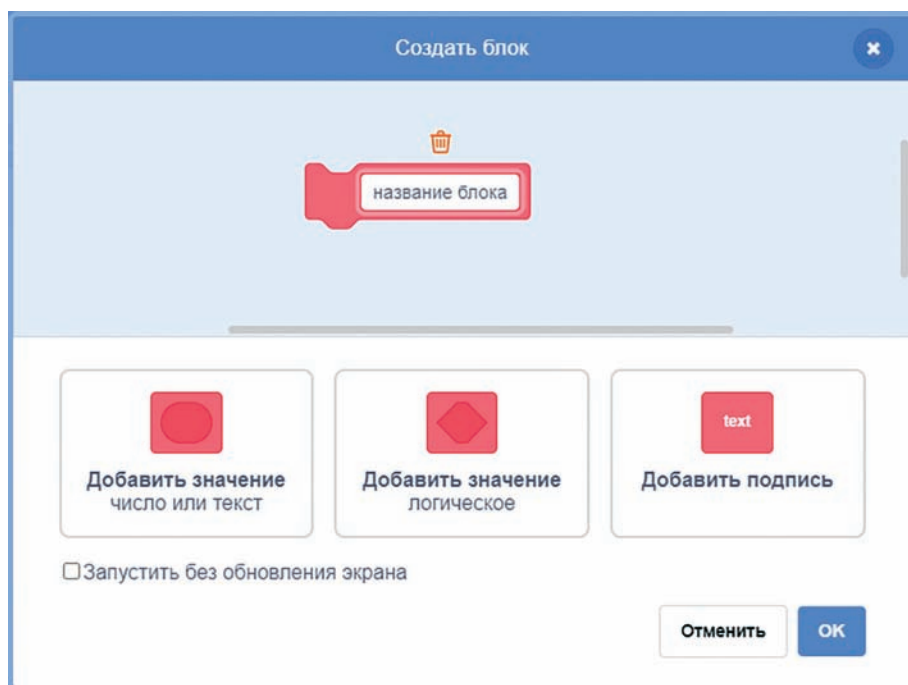 Создать блок
название блока
text
Добавить значение
число или текст
Добавить значение
логическое
Добавить подпись
Запустить без обновления экрана
Отменить
OK